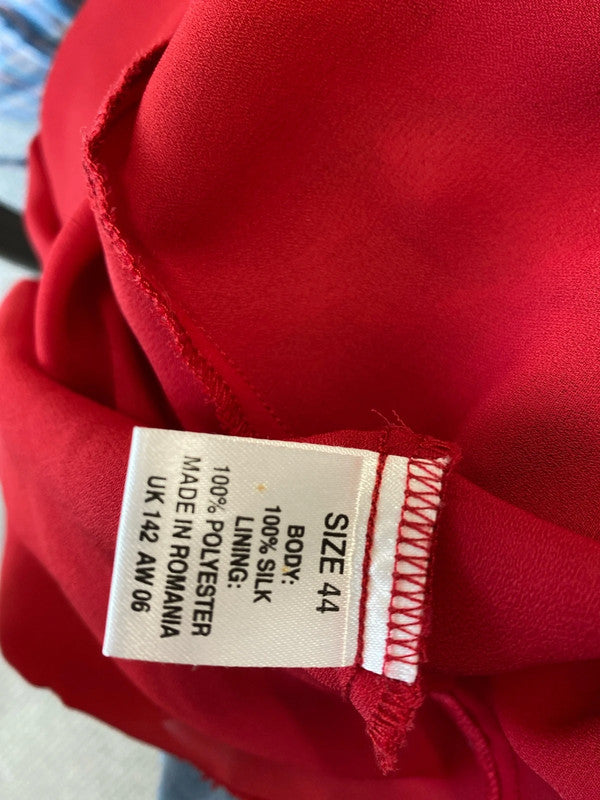 SIZE 44
BODY:
100% SILK
LINING:
100% POLYESTER
MADE IN ROMANIA
UK 142 AW 06